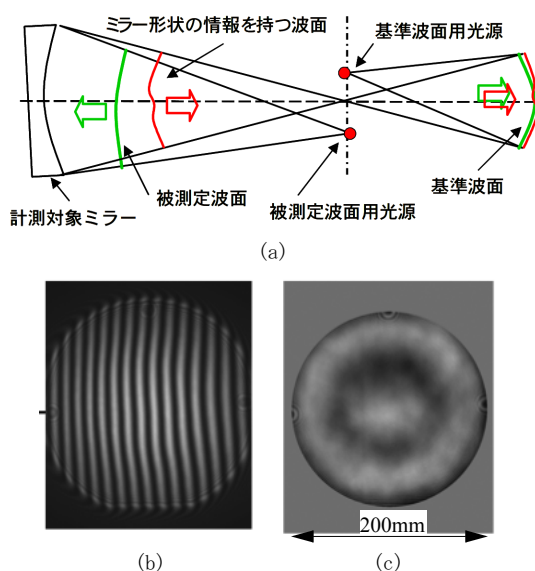 ミラー形状の情報を持つ波面
基準波面用光源
被測定波面
計測対象ミラー
被測定波面用光源
基準波面
(a)
200mm
(b)
(c)